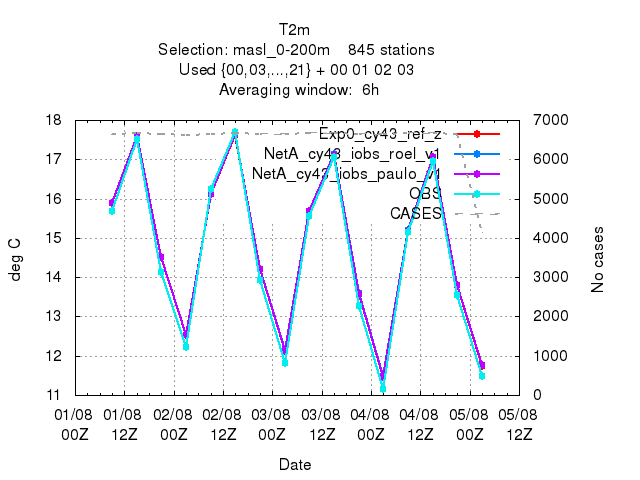 T2m
Selection: masl_0-200m 845 stations
Used {00,03,...,21} + 00 01 02 03
Averaging window: 6h
18
17
16
15
14
13
12
11
deg C
7000
6000
5000
4000
3000
2000
1000
0
No cases
Exp0_cy43_ref_z
NetA_cy43_iobs_roel_v1
NetA_cy43_iobs_paulo_v1
OBS
CASES
01/08 01/08 02/08 02/08 03/08 03/08 04/08 04/08 05/08 05/08
00Z 12Z 00Z 12Z 00Z 12Z 00Z 12Z 00Z 12Z
Date